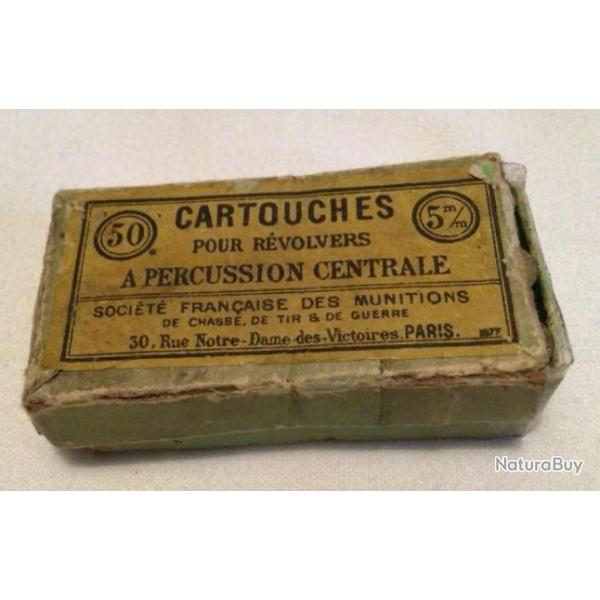 50
CARTOUCHES
5 m/m
POUR RÉVOLVERS
A PERCUSSION CENTRALE
SOCIÉTÉ FRANÇAISE DES MUNITIONS
DE CHASSE, DE TIR & DE GUERRE
30, Rue Notre-Dame-des-Victoires, PARIS.
1877
NaturaBuy